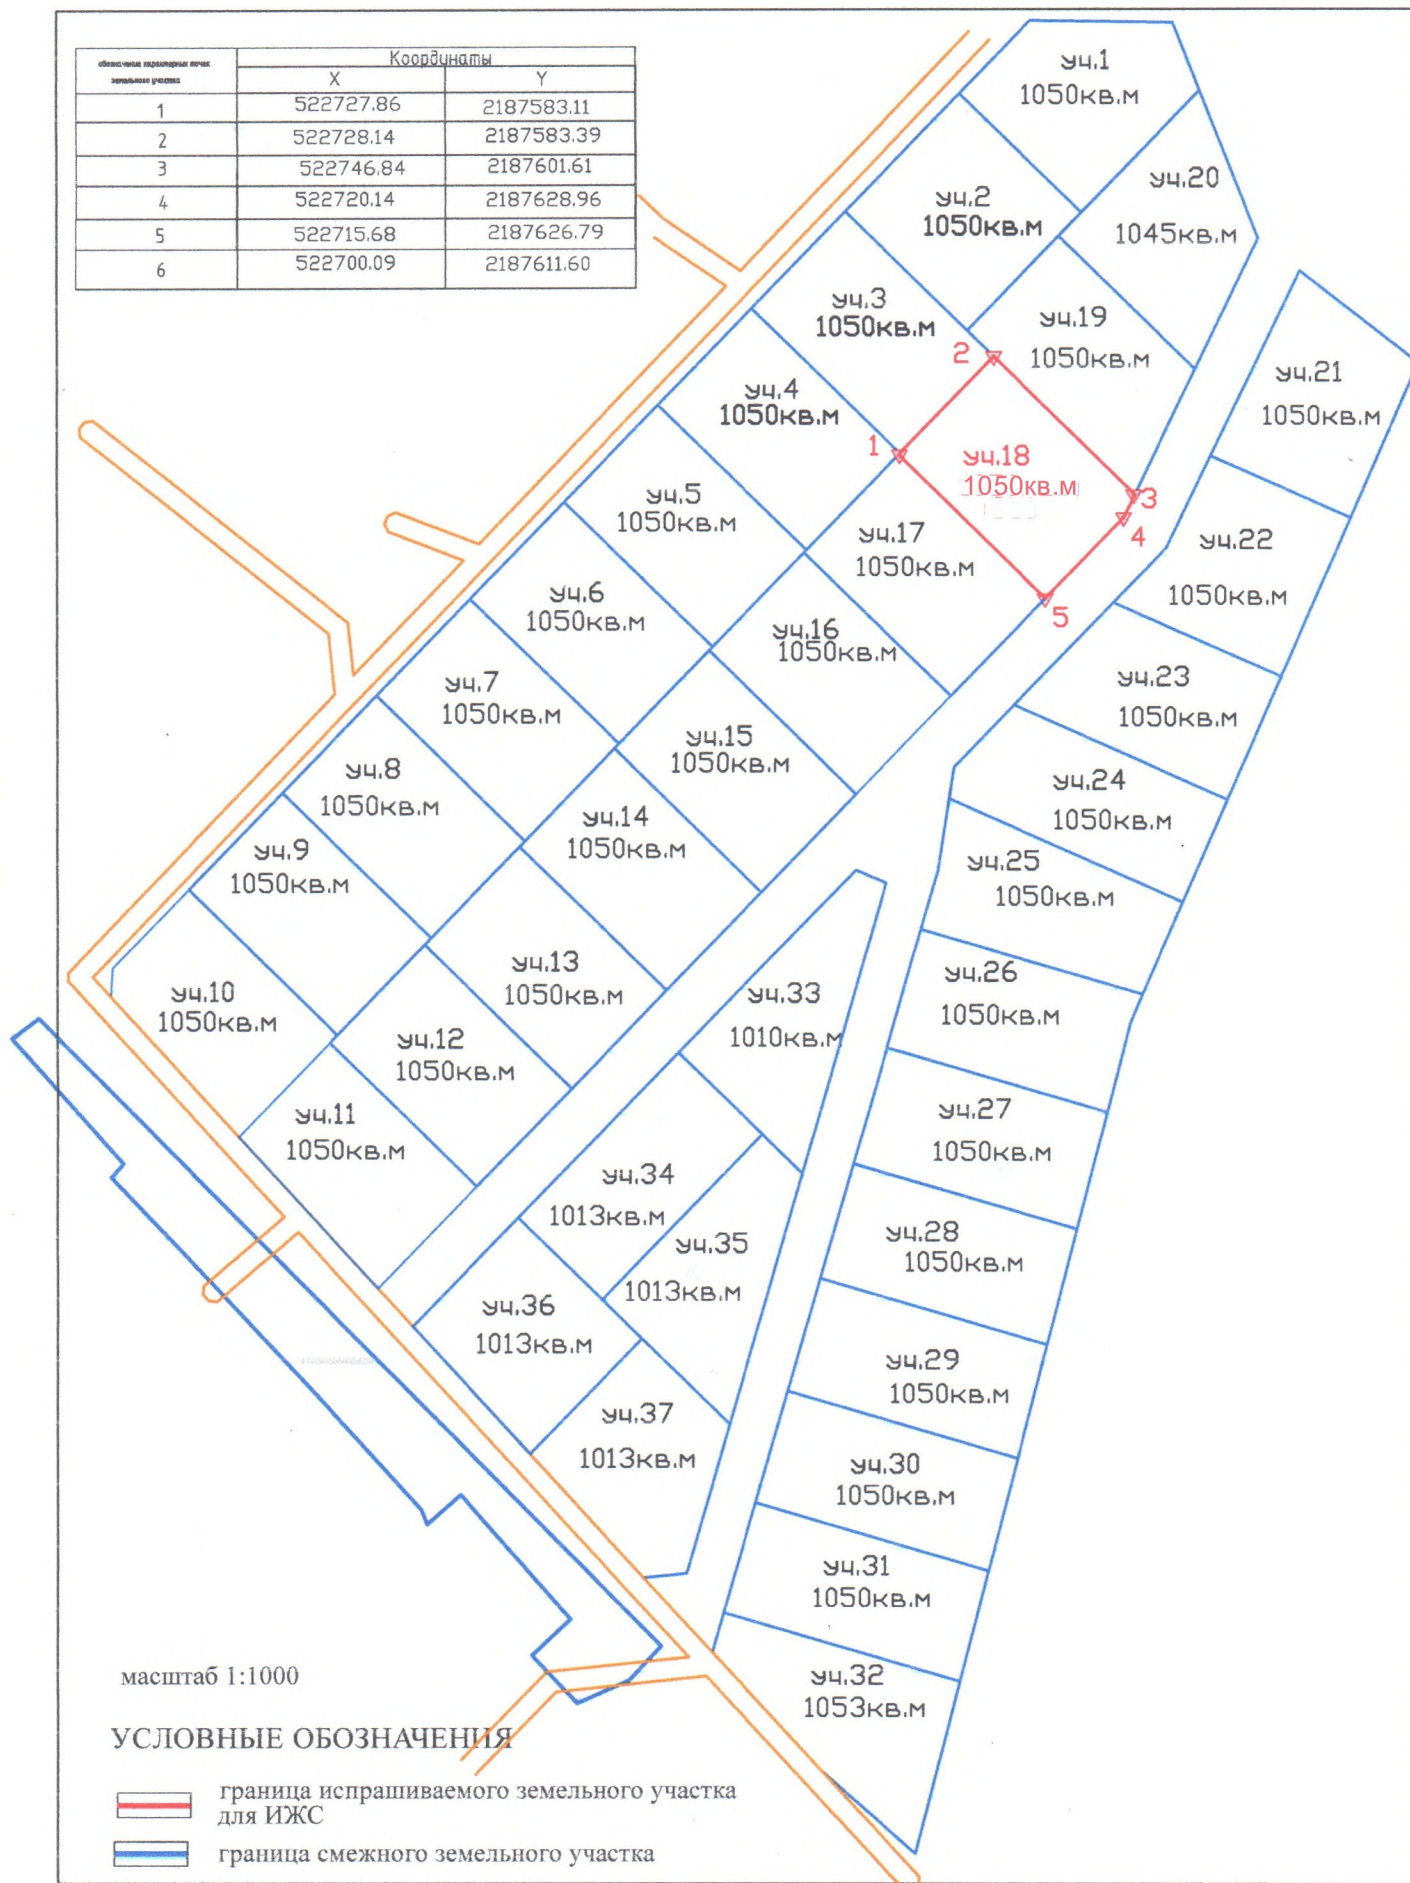 обозначение характерных точек
земельного участка
Координаты
X
Y
1
522727.86
2187583.11
2
522728.14
2187583.39
3
522746.84
2187601.61
4
522720.14
2187628.96
5
522715.68
2187626.79
6
522700.09
2187611.60
уч.1
1050кв.м
уч.20
1045кв.м
уч.2
1050кв.м
уч.3
1050кв.м
уч.19
1050кв.м
уч.21
1050кв.м
уч.4
1050кв.м
2
1
уч.18
1050кв.м
3
4
5
уч.5
1050кв.м
уч.17
1050кв.м
уч.22
1050кв.м
уч.6
1050кв.м
уч.16
1050кв.м
уч.23
1050кв.м
уч.7
1050кв.м
уч.15
1050кв.м
уч.8
1050кв.м
уч.24
1050кв.м
уч.14
1050кв.м
уч.9
1050кв.м
уч.25
1050кв.м
уч.13
1050кв.м
уч.26
1050кв.м
уч.10
1050кв.м
уч.33
1010кв.м
уч.12
1050кв.м
уч.11
1050кв.м
уч.27
1050кв.м
уч.34
1013кв.м
уч.28
1050кв.м
уч.35
1013кв.м
уч.36
1013кв.м
уч.29
1050кв.м
уч.37
1013кв.м
уч.30
1050кв.м
уч.31
1050кв.м
уч.32
1053кв.м
масштаб 1:1000
УСЛОВНЫЕ ОБОЗНАЧЕНИЯ
граница испрашиваемого земельного участка
для ИЖС
граница смежного земельного участка